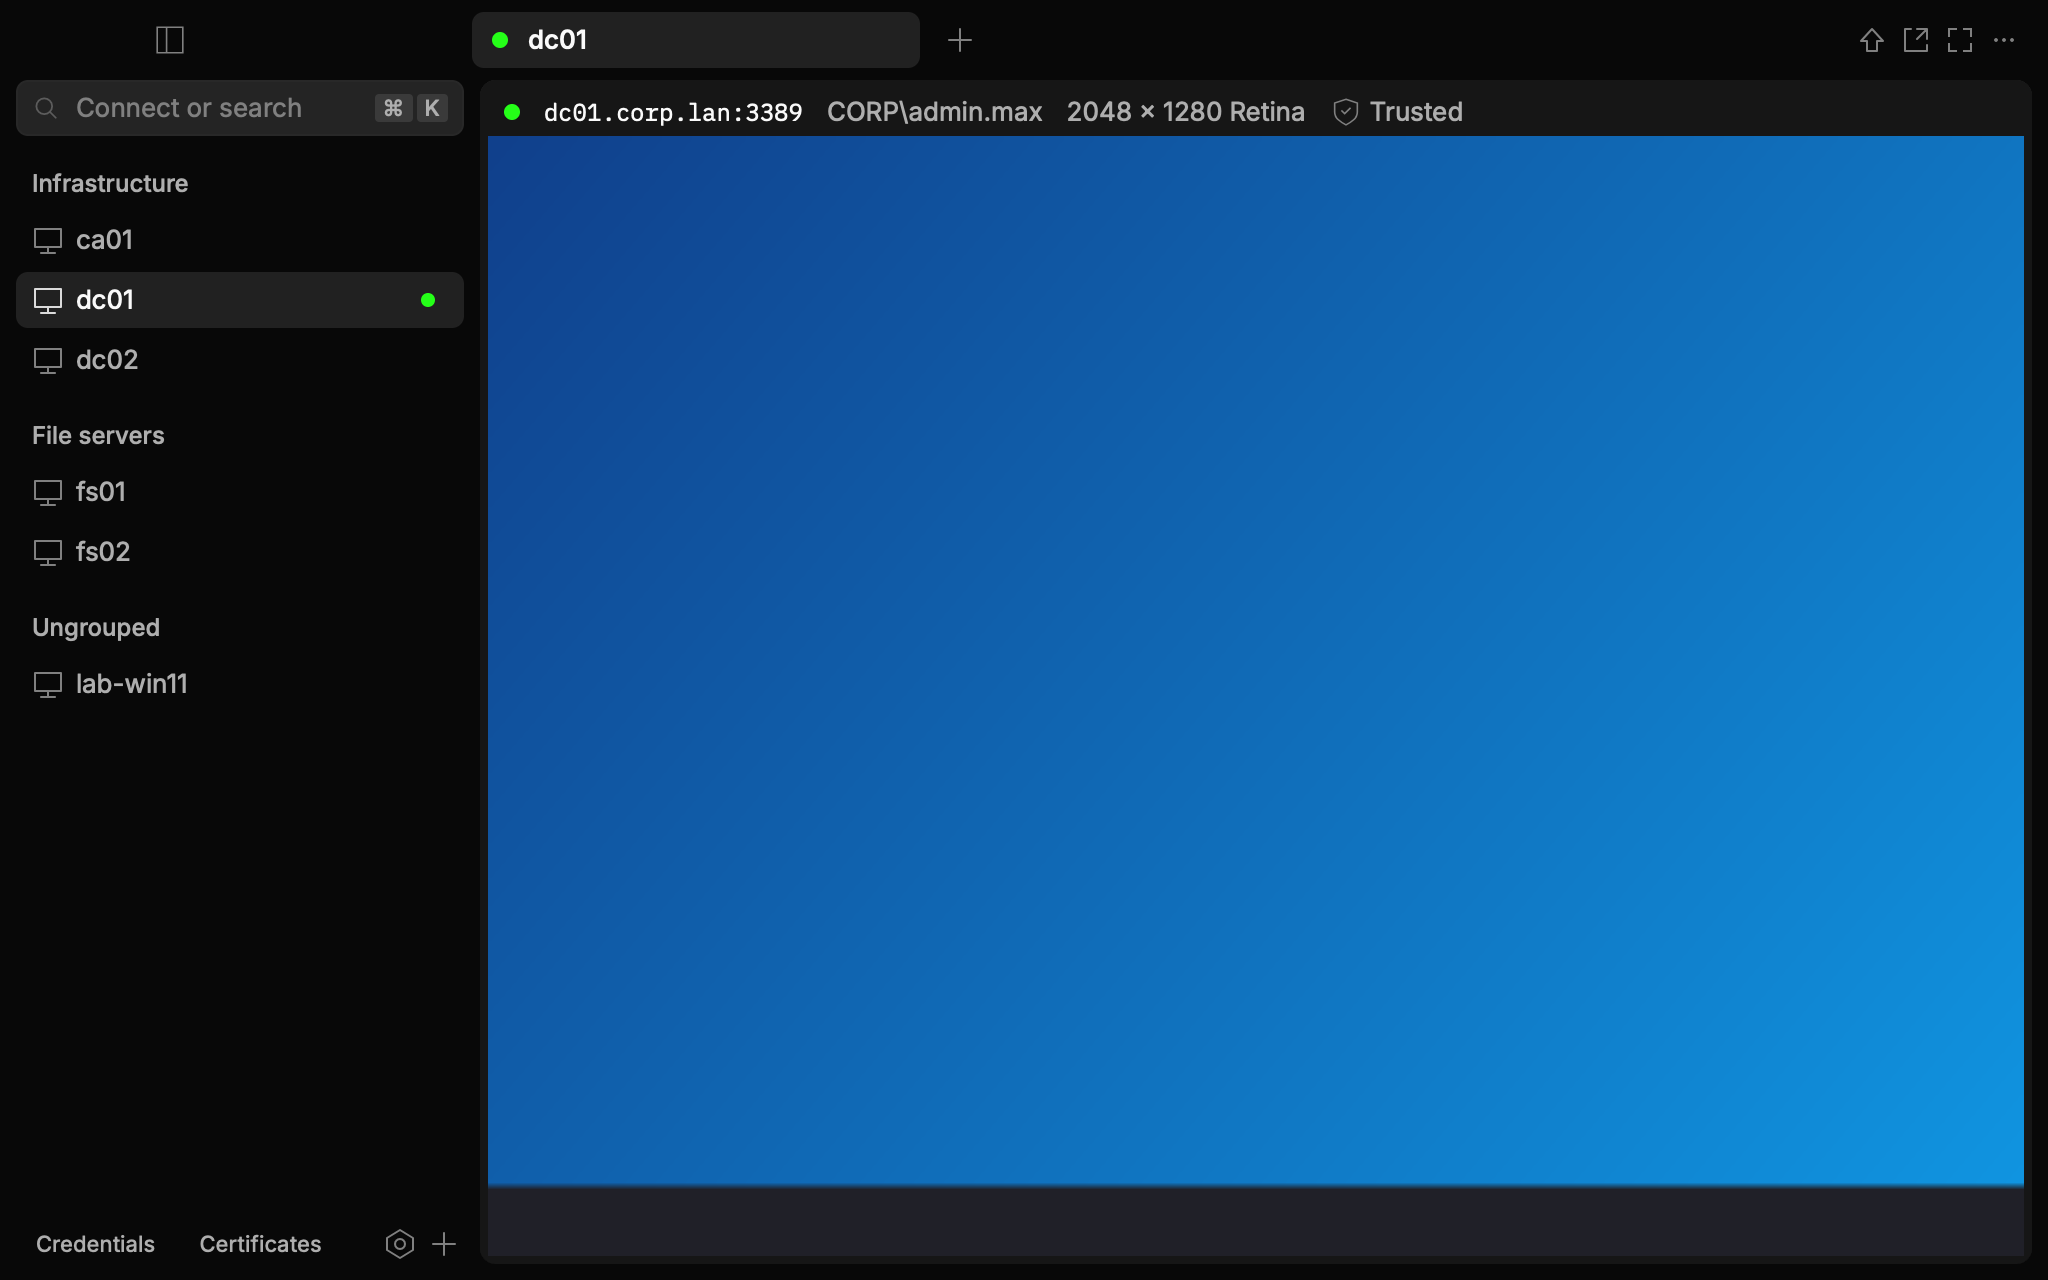 dc01
Connect or search ⌘ K
dc01.corp.lan:3389 CORP\admin.max 2048 × 1280 Retina Trusted
Infrastructure
ca01
dc01
dc02
File servers
fs01
fs02
Ungrouped
lab-win11
Credentials Certificates